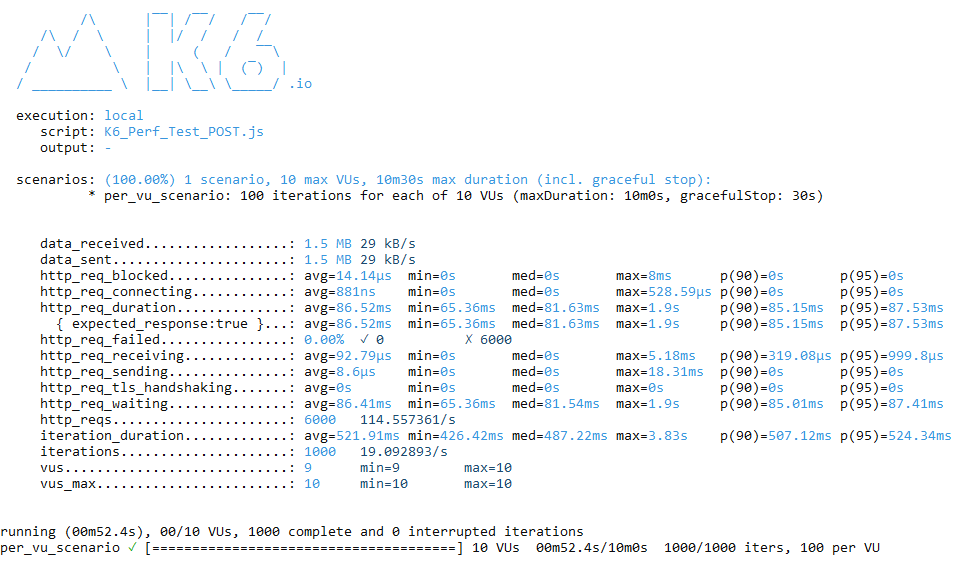 /\      |‾‾| /‾‾/   /‾‾/
     /\  /  \     |  |/  /   /  /
    /  \/    \    |     (   /   ‾‾\
   /          \   |  |\  \ |  (‾)  |
  / __________ \  |__| \__\ \_____/ .io
  execution: local
     script: K6_Perf_Test_POST.js
     output: -
  scenarios: (100.00%) 1 scenario, 10 max VUs, 10m30s max duration (incl. graceful stop):
           * per_vu_scenario: 100 iterations for each of 10 VUs (maxDuration: 10m0s, gracefulStop: 30s)
     data_received..................: 1.5 MB 29 kB/s
     data_sent......................: 1.5 MB 29 kB/s
     http_req_blocked...............: avg=14.14µs  min=0s       med=0s       max=8ms      p(90)=0s       p(95)=0s
     http_req_connecting............: avg=881ns    min=0s       med=0s       max=528.59µs p(90)=0s       p(95)=0s
     http_req_duration..............: avg=86.52ms  min=65.36ms  med=81.63ms  max=1.9s     p(90)=85.15ms  p(95)=87.53ms
       { expected_response:true }...: avg=86.52ms  min=65.36ms  med=81.63ms  max=1.9s     p(90)=85.15ms  p(95)=87.53ms
     http_req_failed................: 0.00%  ✓ 0          ✗ 6000
     http_req_receiving.............: avg=92.79µs  min=0s       med=0s       max=5.18ms   p(90)=319.08µs p(95)=999.8µs
     http_req_sending...............: avg=8.6µs    min=0s       med=0s       max=18.31ms  p(90)=0s       p(95)=0s
     http_req_tls_handshaking.......: avg=0s       min=0s       med=0s       max=0s       p(90)=0s       p(95)=0s
     http_req_waiting...............: avg=86.41ms  min=65.36ms  med=81.54ms  max=1.9s     p(90)=85.01ms  p(95)=87.41ms
     http_reqs......................: 6000   114.557361/s
     iteration_duration.............: avg=521.91ms min=426.42ms med=487.22ms max=3.83s    p(90)=507.12ms p(95)=524.34ms
     iterations.....................: 1000   19.092893/s
     vus............................: 9      min=9        max=10
     vus_max........................: 10     min=10       max=10
running (00m52.4s), 00/10 VUs, 1000 complete and 0 interrupted iterations
per_vu_scenario ✓ [======================================] 10 VUs  00m52.4s/10m0s  1000/1000 iters, 100 per VU